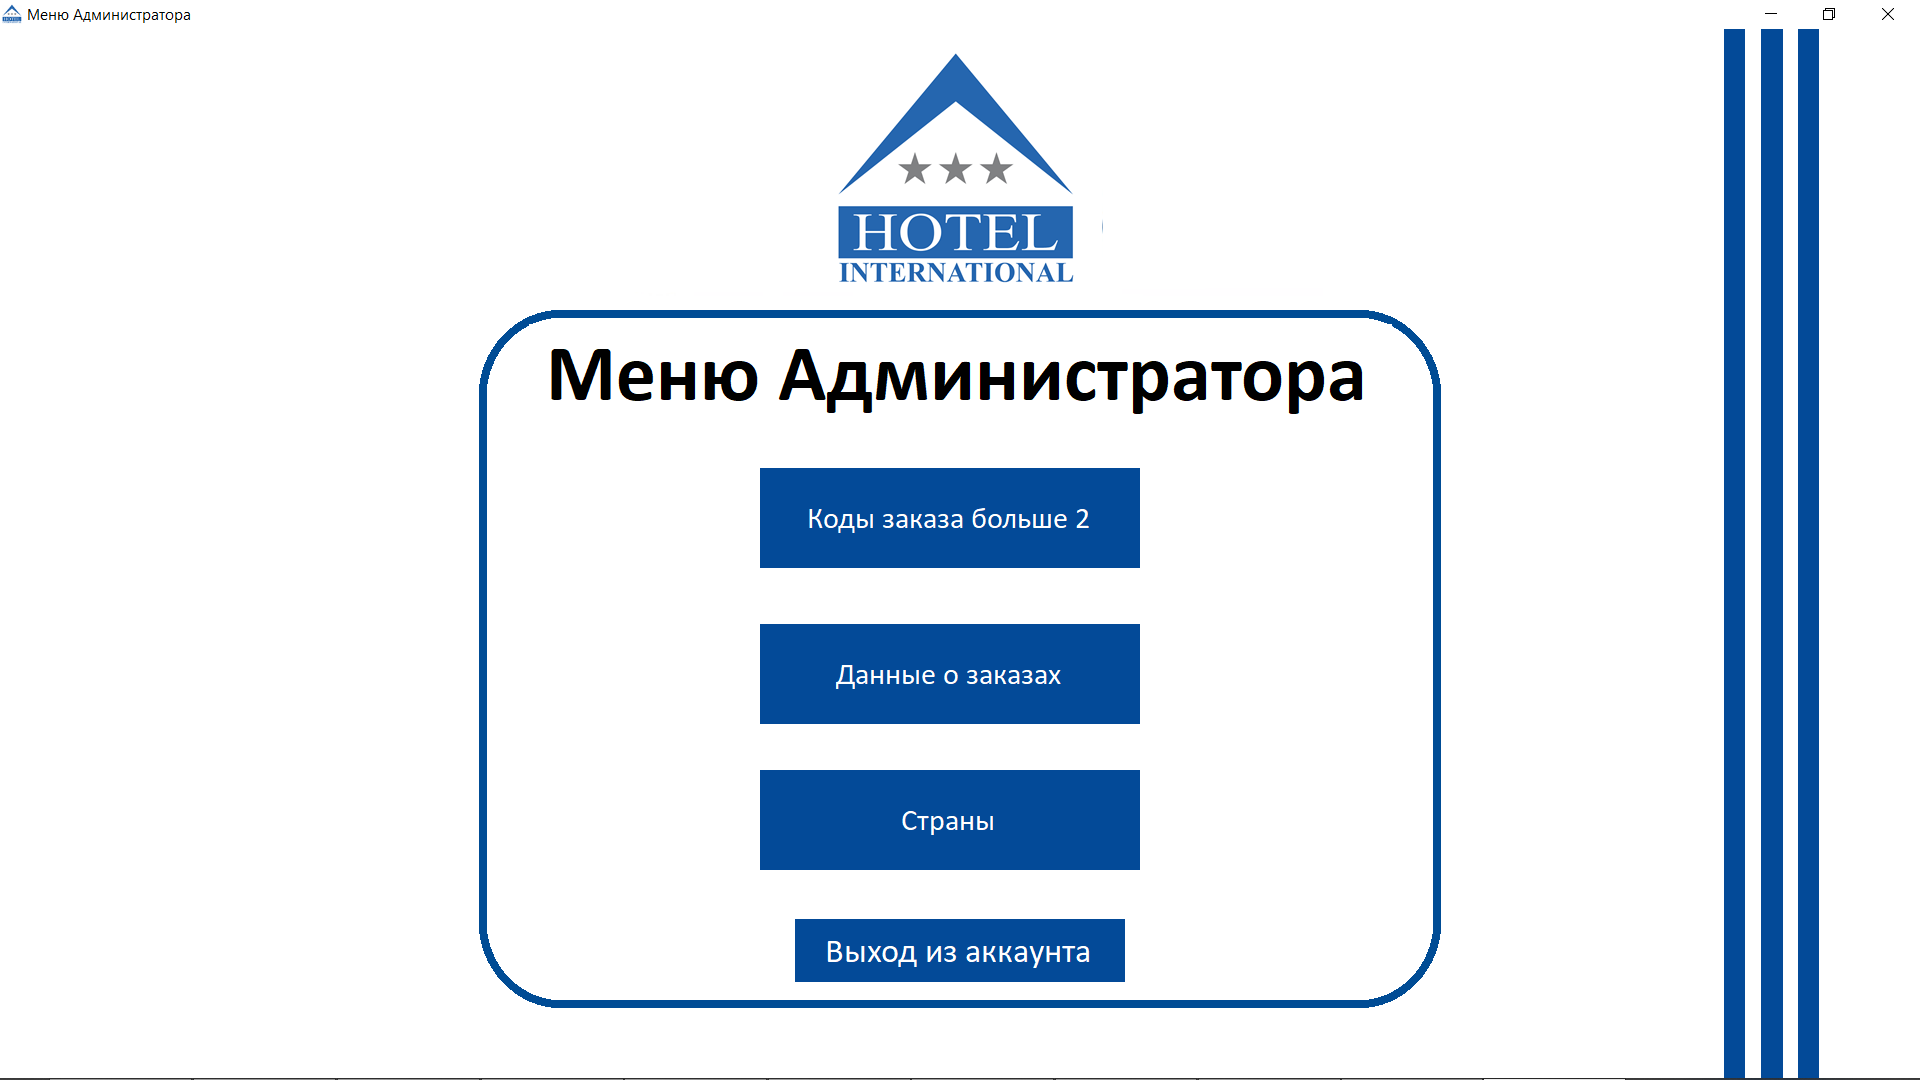 Меню Администратора
HOTEL
INTERNATIONAL
Меню Администратора
Коды заказа больше 2
Данные о заказах
Страны
Выход из аккаунта